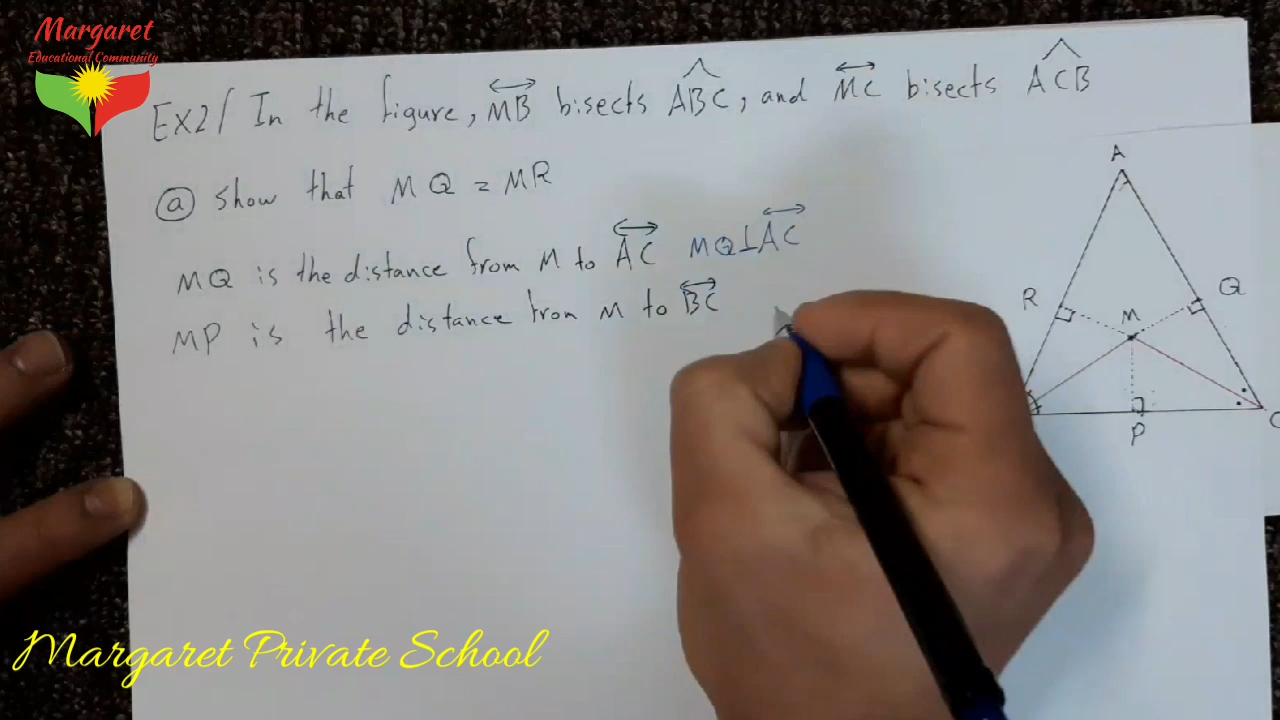 Margaret
Educational Community
Ex2/ In the figure, MB bisects ABC, and MC bisects ACB
ⓐ show that MQ = MR
MQ is the distance from M to AC MQ⊥AC
MP is the distance from M to BC
A
R
Q
M
P
C
Margaret Private School